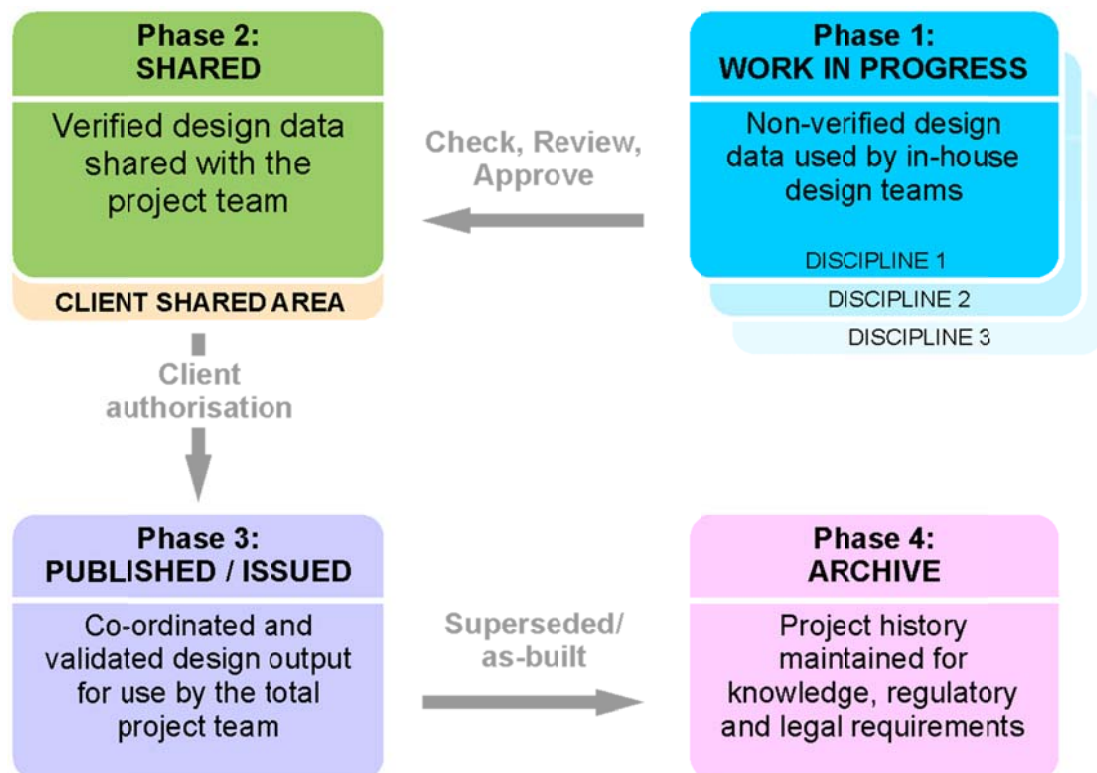 Phase 2:
SHARED
Verified design data
shared with the
project team
CLIENT SHARED AREA
Check, Review,
Approve
Phase 1:
WORK IN PROGRESS
Non-verified design
data used by in-house
design teams
DISCIPLINE 1
DISCIPLINE 2
DISCIPLINE 3
Client
authorisation
Phase 3:
PUBLISHED / ISSUED
Co-ordinated and
validated design output
for use by the total
project team
Superseded/
as-built
Phase 4:
ARCHIVE
Project history
maintained for
knowledge, regulatory
and legal requirements